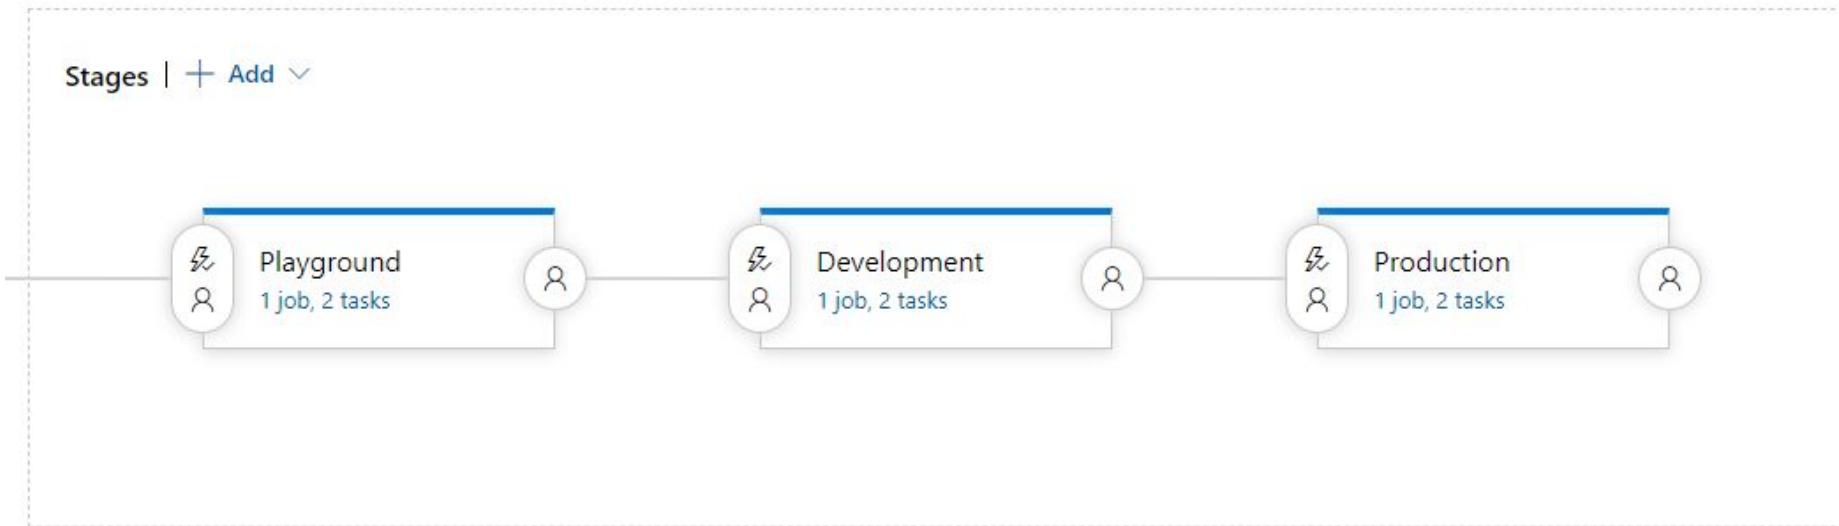 Stages | + Add
Playground
1 job, 2 tasks
Development
1 job, 2 tasks
Production
1 job, 2 tasks